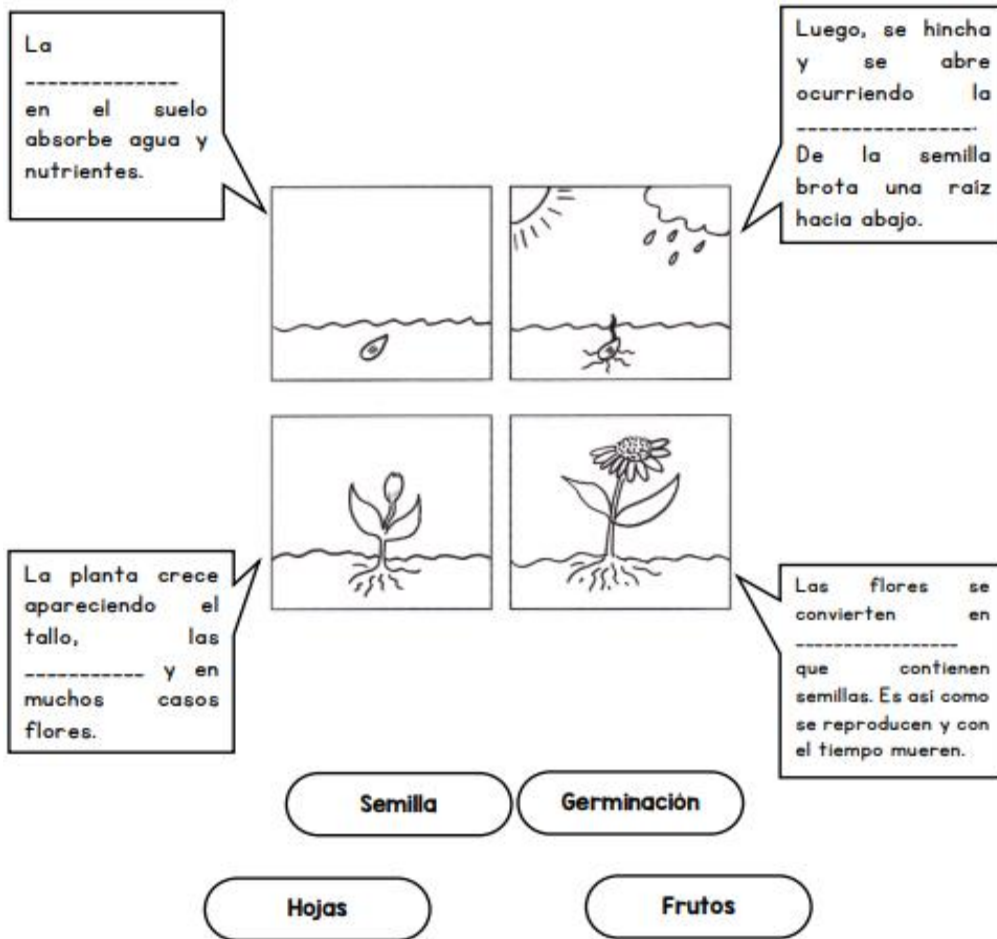 La
--------------
en el suelo
absorbe agua y
nutrientes.
Luego, se hincha
y se abre
ocurriendo la
----------------.
De la semilla
brota una raíz
hacia abajo.
La planta crece
apareciendo el
tallo, las
----------- y en
muchos casos
flores.
Las flores se
convierten en
-----------------
que contienen
semillas. Es así como
se reproducen y con
el tiempo mueren.
Semilla
Germinación
Hojas
Frutos